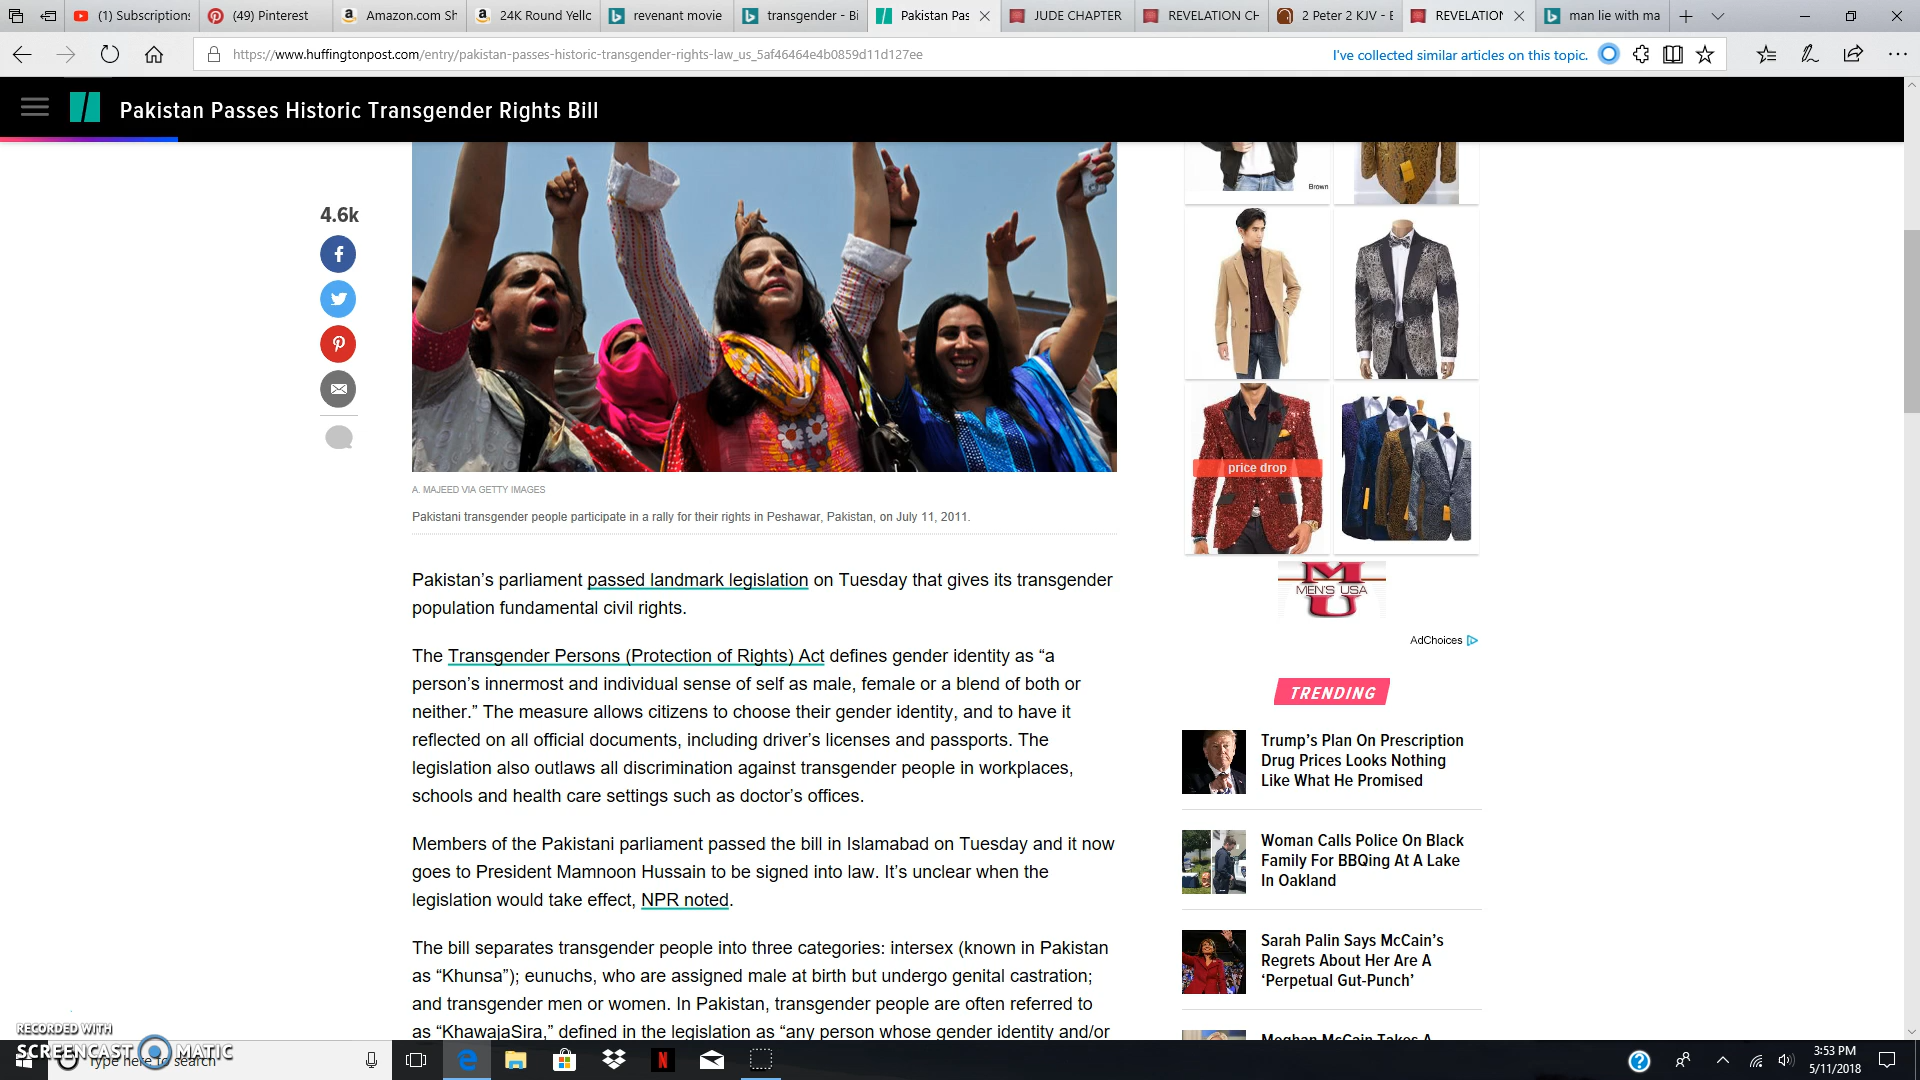 (1) Subscriptions
(49) Pinterest
Amazon.com Sh
24K Round Yello
revenant movie
transgender - Bi
Pakistan Pas
JUDE CHAPTER
REVELATION CH
2 Peter 2 KJV - E
REVELATION
man lie with ma
https://www.huffingtonpost.com/entry/pakistan-passes-historic-transgender-rights-law_us_5af46464e4b0859d11d127ee
I've collected similar articles on this topic.
Pakistan Passes Historic Transgender Rights Bill
4.6k
A. MAJEED VIA GETTY IMAGES
Pakistani transgender people participate in a rally for their rights in Peshawar, Pakistan, on July 11, 2011.
Pakistan’s parliament passed landmark legislation on Tuesday that gives its transgender
population fundamental civil rights.
The Transgender Persons (Protection of Rights) Act defines gender identity as “a
person’s innermost and individual sense of self as male, female or a blend of both or
neither.” The measure allows citizens to choose their gender identity, and to have it
reflected on all official documents, including driver’s licenses and passports. The
legislation also outlaws all discrimination against transgender people in workplaces,
schools and health care settings such as doctor’s offices.
Members of the Pakistani parliament passed the bill in Islamabad on Tuesday and it now
goes to President Mamnoon Hussain to be signed into law. It’s unclear when the
legislation would take effect, NPR noted.
The bill separates transgender people into three categories: intersex (known in Pakistan
as “Khunsa”); eunuchs, who are assigned male at birth but undergo genital castration;
and transgender men or women. In Pakistan, transgender people are often referred to
as “KhawajaSira,” defined in the legislation as “any person whose gender identity and/or
Brown
price drop
MEN'S USA
AdChoices
TRENDING
Trump’s Plan On Prescription
Drug Prices Looks Nothing
Like What He Promised
Woman Calls Police On Black
Family For BBQing At A Lake
In Oakland
Sarah Palin Says McCain’s
Regrets About Her Are A
‘Perpetual Gut-Punch’
Meghan McCain Takes A
RECORDED WITH
SCREENCAST MATIC
Type here to search
3:53 PM
5/11/2018